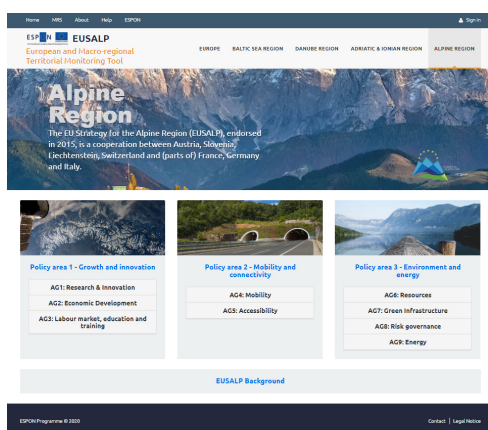 Home MRS About Help ESPON Sign in
ESPON EUSALP
European and Macro-regional
Territorial Monitoring Tool
EUROPE BALTIC SEA REGION DANUBE REGION ADRIATIC & IONIAN REGION ALPINE REGION
Alpine
Region
The EU Strategy for the Alpine Region (EUSALP), endorsed
in 2015, is a cooperation between Austria, Slovenia,
Liechtenstein, Switzerland and (parts of) France, Germany
and Italy.
Policy area 1 - Growth and innovation
AG1: Research & Innovation
AG2: Economic Development
AG3: Labour market, education and
training
Policy area 2 - Mobility and
connectivity
AG4: Mobility
AG5: Accessibility
Policy area 3 - Environment and
energy
AG6: Resources
AG7: Green Infrastructure
AG8: Risk governance
AG9: Energy
EUSALP Background
ESPON Programme © 2020 Contact | Legal Notice